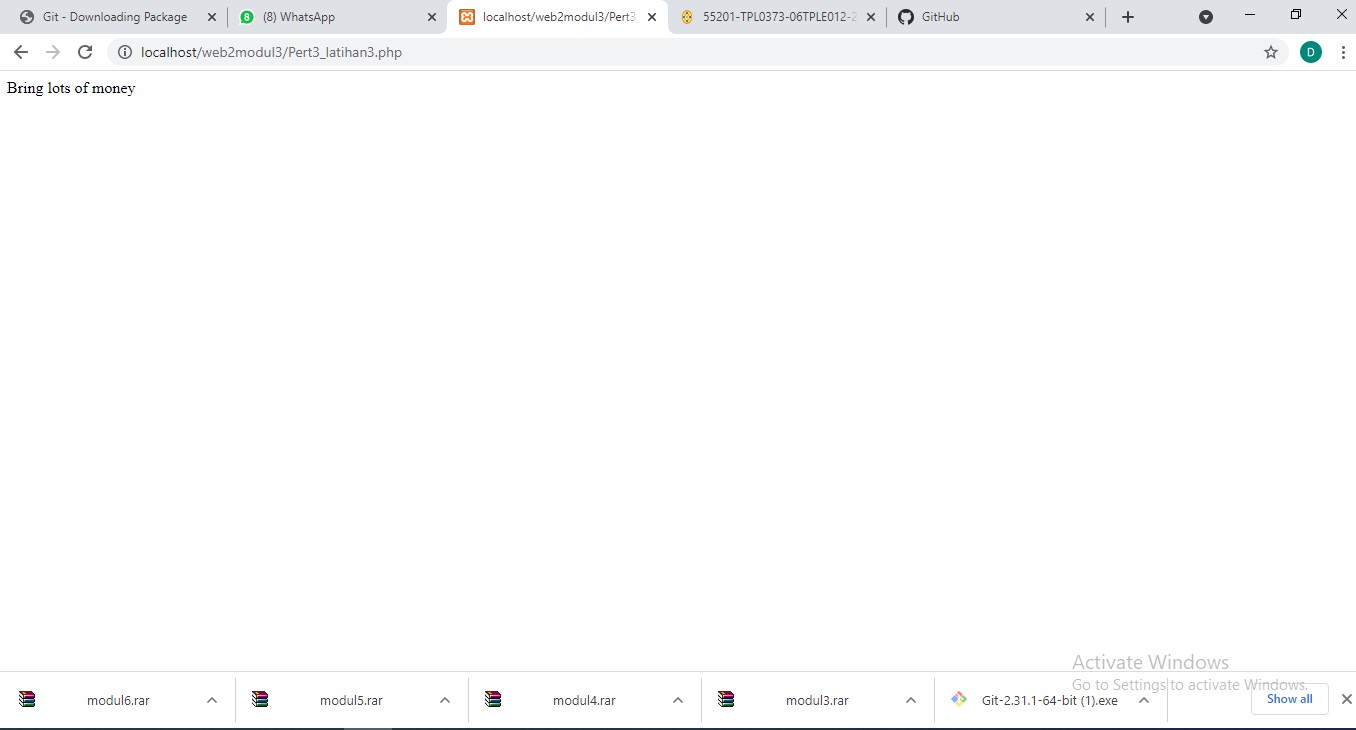 Git - Downloading Package
(8) WhatsApp
localhost/web2modul3/Pert3_
55201-TPL0373-06TPLE012-2
GitHub
localhost/web2modul3/Pert3_latihan3.php
D
Bring lots of money
Activate Windows
Go to Settings to activate Windows.
modul6.rar
modul5.rar
modul4.rar
modul3.rar
Git-2.31.1-64-bit (1).exe
Show all